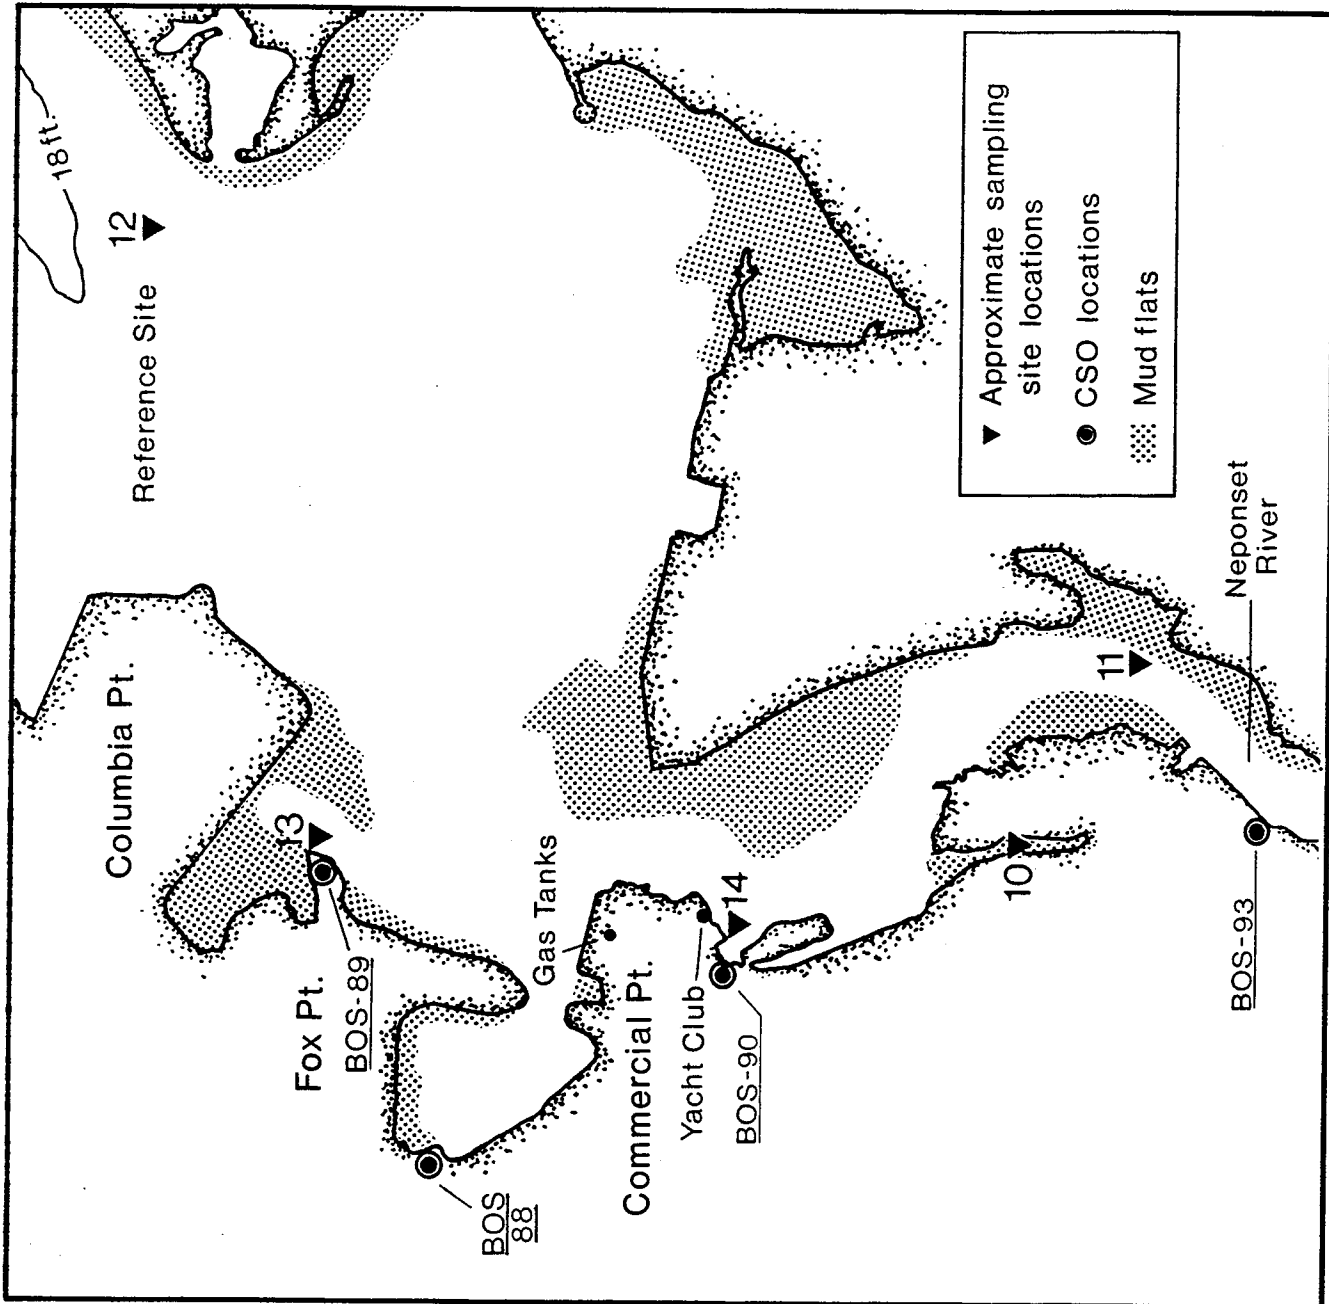 18ft.
12
Reference Site
Columbia Pt.
13
Fox Pt.
BOS-89
BOS
88
Gas Tanks
Commercial Pt.
Yacht Club
14
BOS-90
10
11
Neponset
River
BOS-93
Approximate sampling
site locations
CSO locations
Mud flats